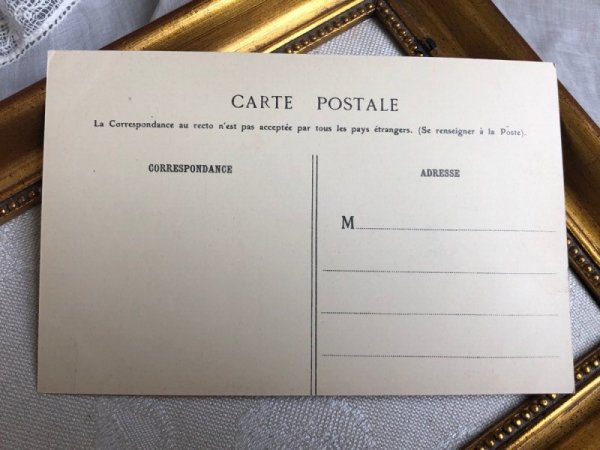 CARTE POSTALE
La Correspondance au recto n'est pas acceptée par tous les pays étrangers. (Se renseigner à la Poste).
CORRESPONDANCE
ADRESSE
M